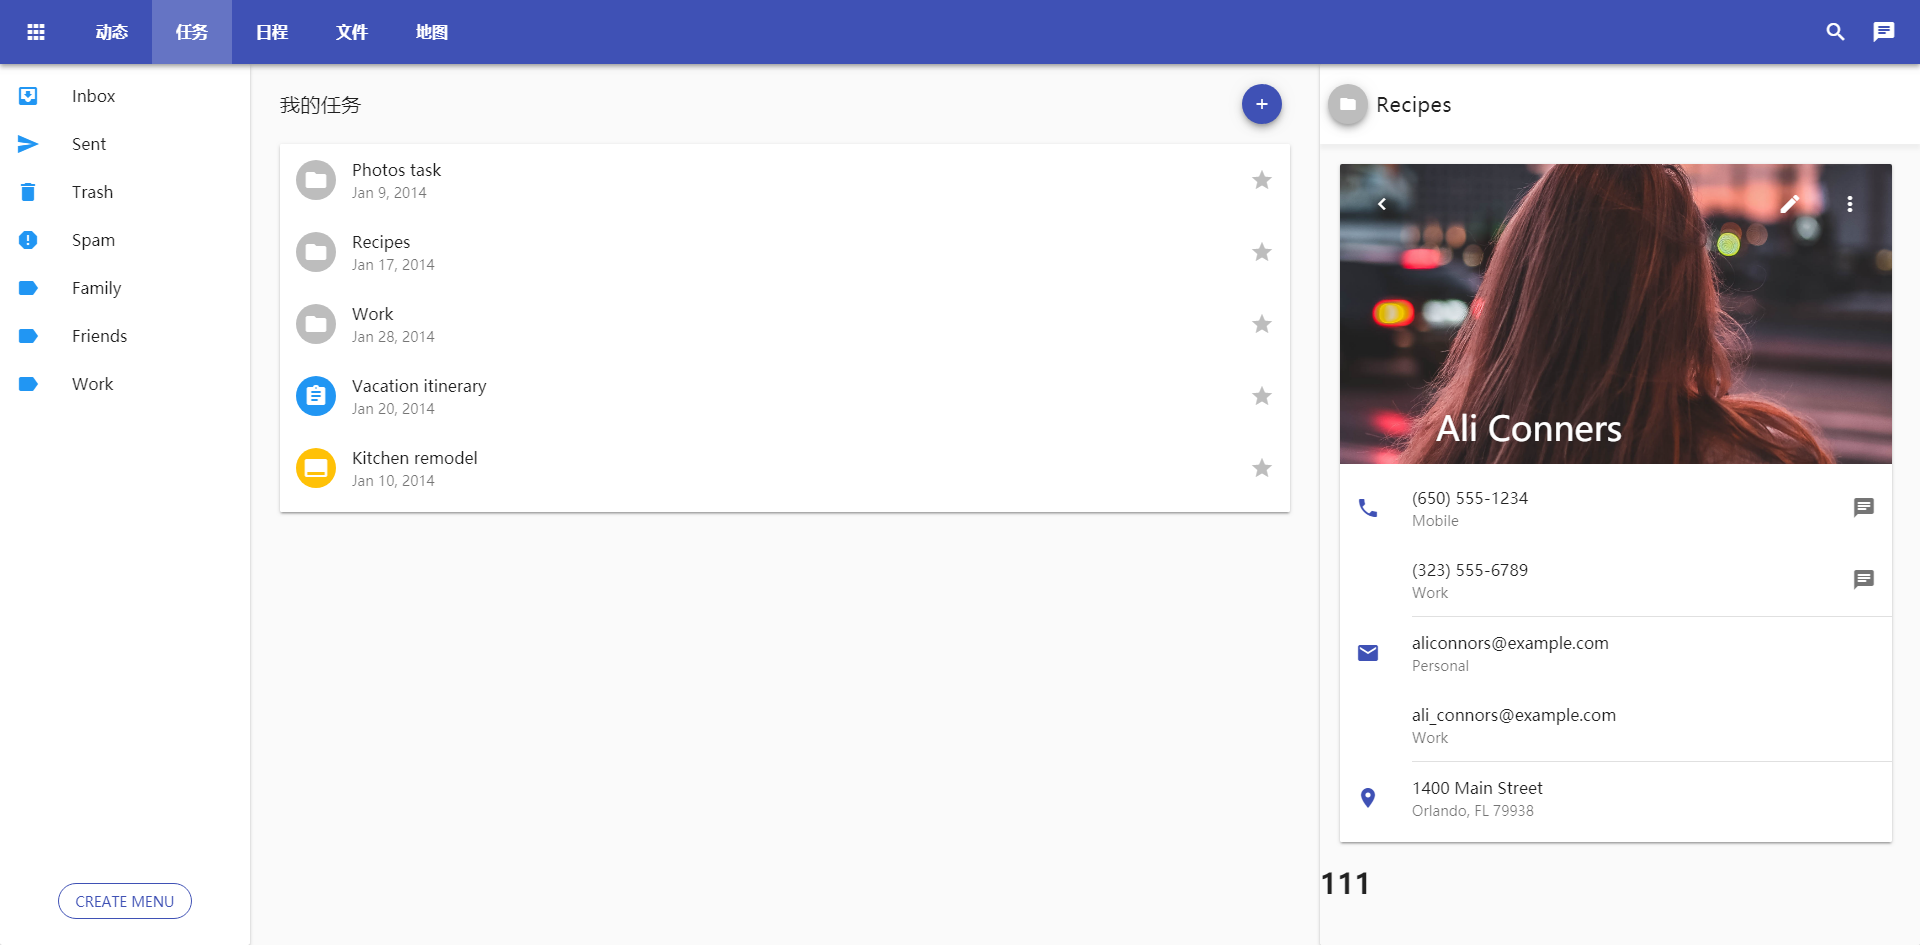 动态
任务
日程
文件
地图
Inbox
Sent
Trash
Spam
Family
Friends
Work
CREATE MENU
我的任务
Photos task
Jan 9, 2014
Recipes
Jan 17, 2014
Work
Jan 28, 2014
Vacation itinerary
Jan 20, 2014
Kitchen remodel
Jan 10, 2014
Recipes
Ali Conners
(650) 555-1234
Mobile
(323) 555-6789
Work
aliconnors@example.com
Personal
ali_connors@example.com
Work
1400 Main Street
Orlando, FL 79938
111